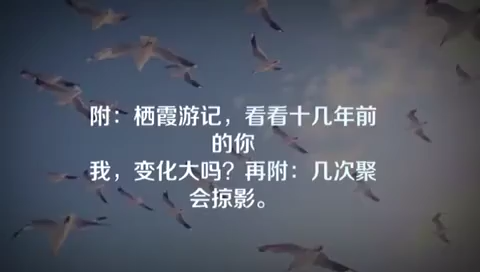 附：栖霞游记，看看十几年前
的你
我，变化大吗？再附：几次聚
会掠影。